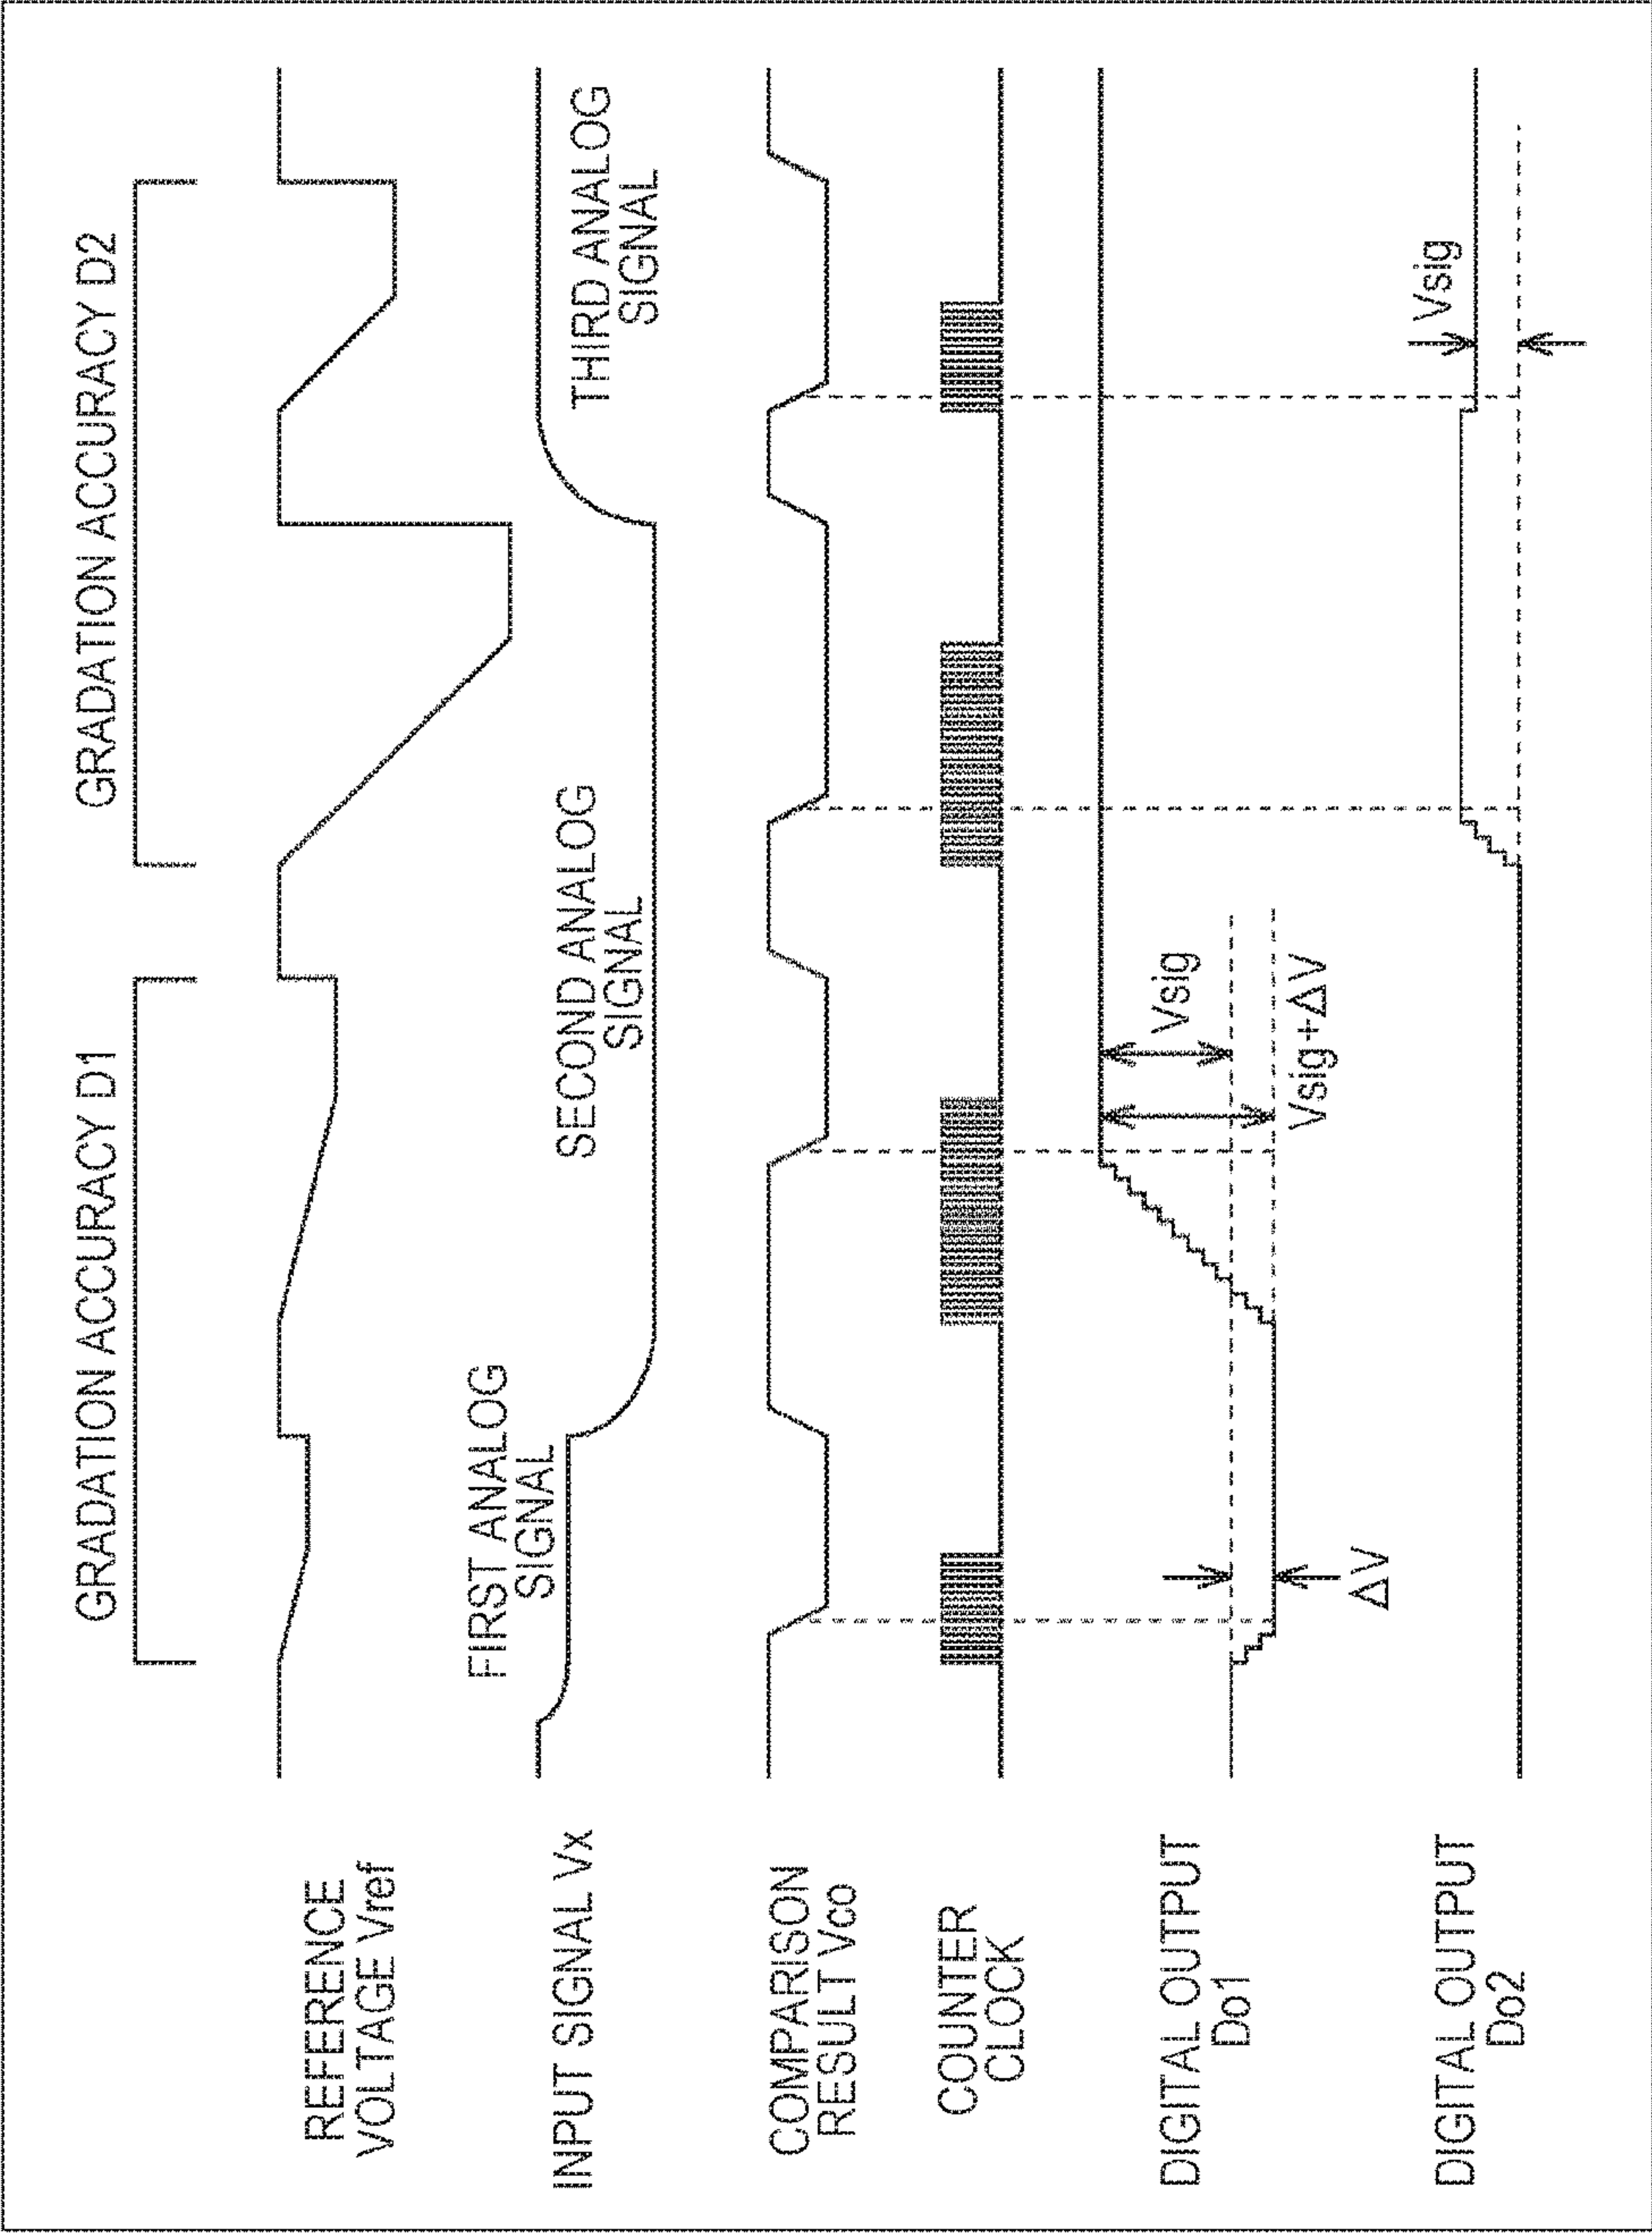 GRADATION ACCURACY D1
GRADATION ACCURACY D2
REFERENCE
VOLTAGE Vref
INPUT SIGNAL Vx
FIRST ANALOG
SIGNAL
SECOND ANALOG
SIGNAL
THIRD ANALOG
SIGNAL
COMPARISON
RESULT Vco
COUNTER
CLOCK
DIGITAL OUTPUT
Do1
ΔV
Vsig
Vsig+ΔV
DIGITAL OUTPUT
Do2
Vsig